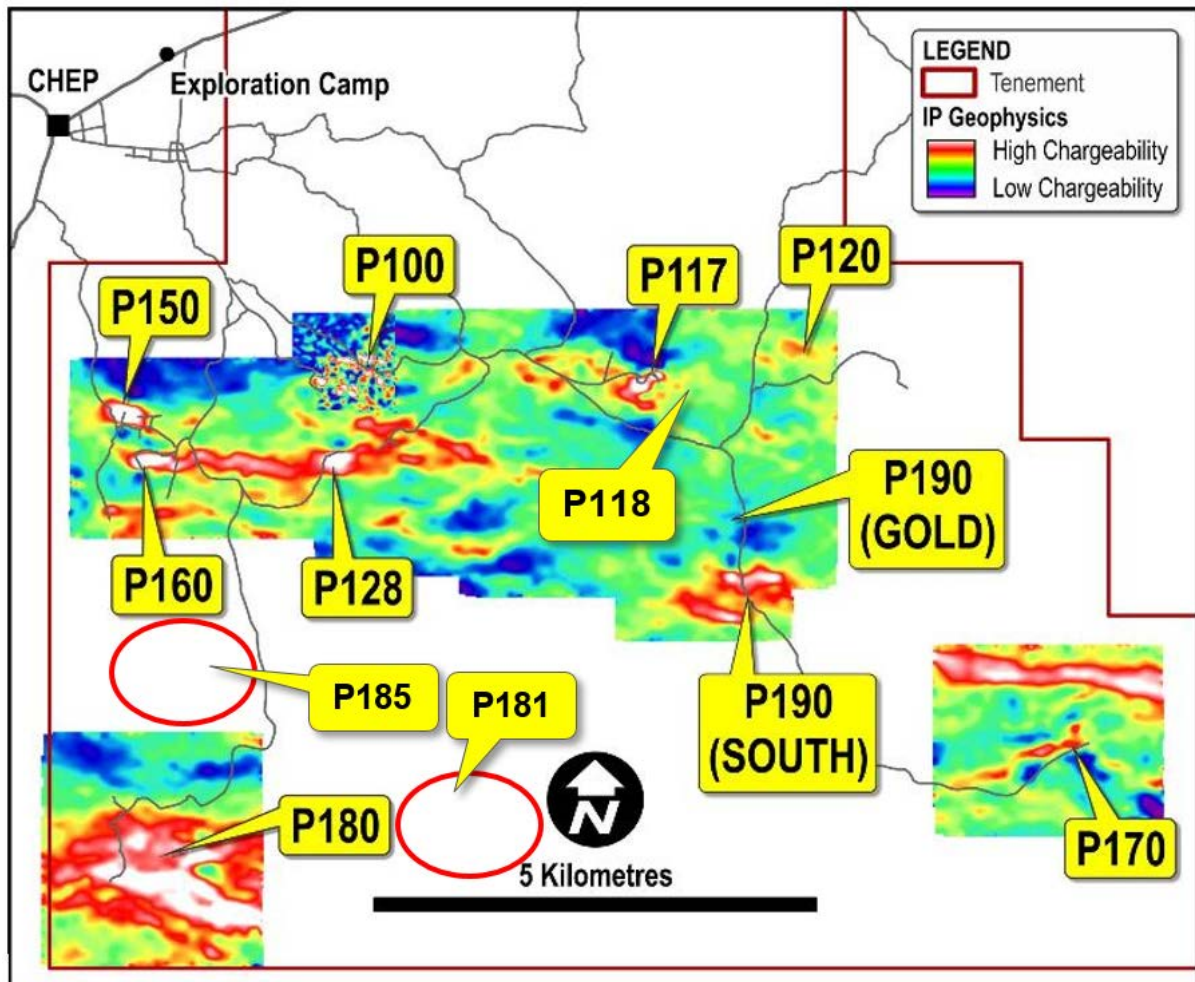 LEGEND
Tenement
IP Geophysics
High Chargeability
Low Chargeability
CHEP
Exploration Camp
P100
P117
P120
P150
P118
P190
(GOLD)
P160
P128
P185
P181
P190
(SOUTH)
P180
P170
N
5 Kilometres